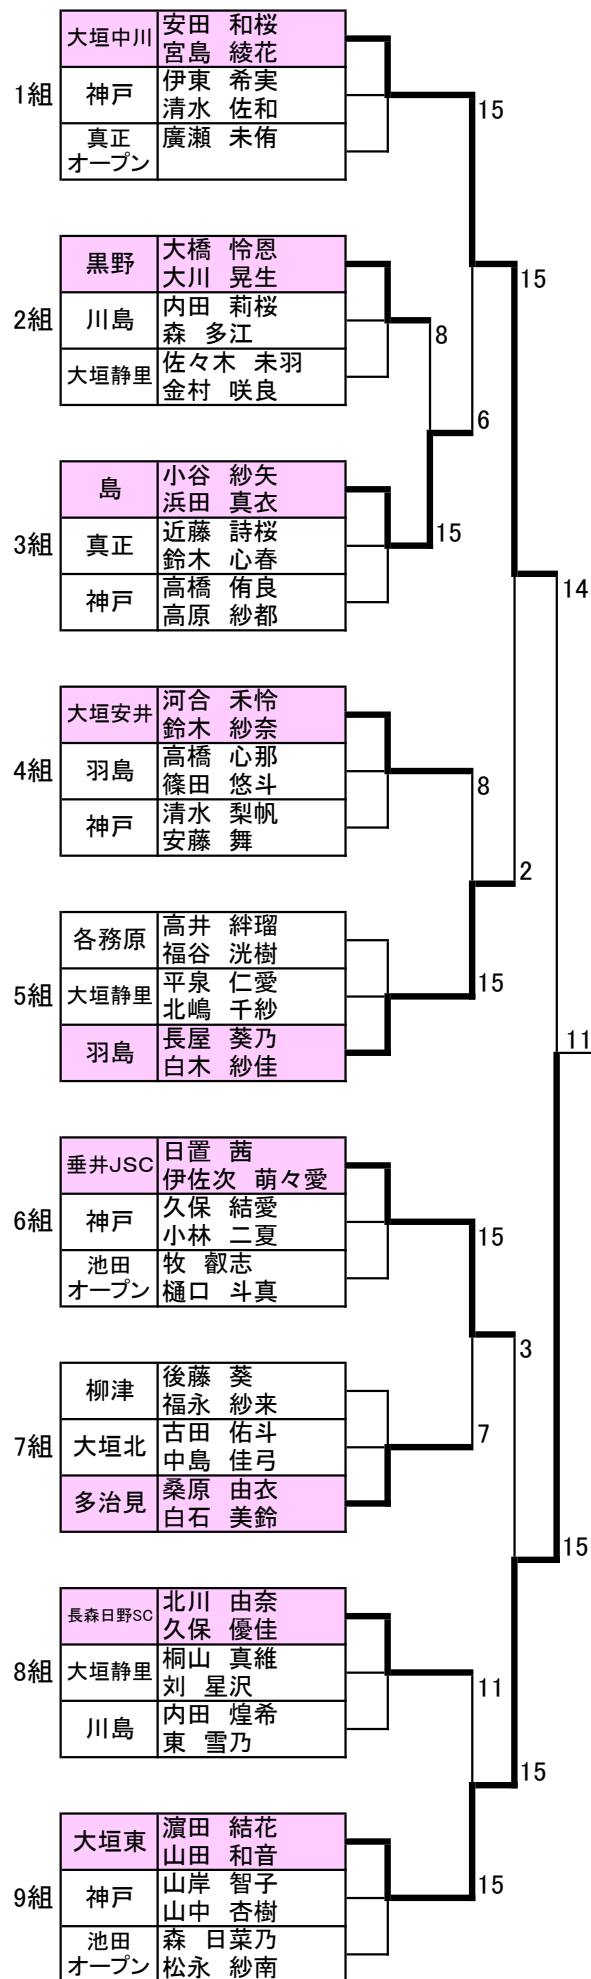 大垣中川
安田 和桜
宮島 綾花
1組
神戸
伊東 希実
清水 佐和
15
真正
オープン
廣瀬 未侑
黒野
大橋 怜恩
大川 晃生
15
2組
川島
内田 莉桜
森 多江
8
大垣静里
佐々木 未羽
金村 咲良
6
島
小谷 紗矢
浜田 真衣
3組
真正
近藤 詩桜
鈴木 心春
15
神戸
高橋 侑良
高原 紗都
14
大垣安井
河合 禾怜
鈴木 紗奈
4組
羽島
高橋 心那
篠田 悠斗
8
神戸
清水 梨帆
安藤 舞
2
各務原
高井 絆瑠
福谷 洸樹
5組
大垣静里
平泉 仁愛
北嶋 千紗
15
羽島
長屋 葵乃
白木 紗佳
11
垂井JSC
日置 茜
伊佐次 萌々愛
6組
神戸
久保 結愛
小林 二夏
15
池田
オープン
牧 叡志
樋口 斗真
3
柳津
後藤 葵
福永 紗来
7組
大垣北
古田 佑斗
中島 佳弓
7
多治見
桑原 由衣
白石 美鈴
15
長森日野SC
北川 由奈
久保 優佳
8組
大垣静里
桐山 真維
刘 星沢
11
川島
内田 煌希
東 雪乃
15
大垣東
濵田 結花
山田 和音
9組
神戸
山岸 智子
山中 杏樹
15
池田
オープン
森 日菜乃
松永 紗南